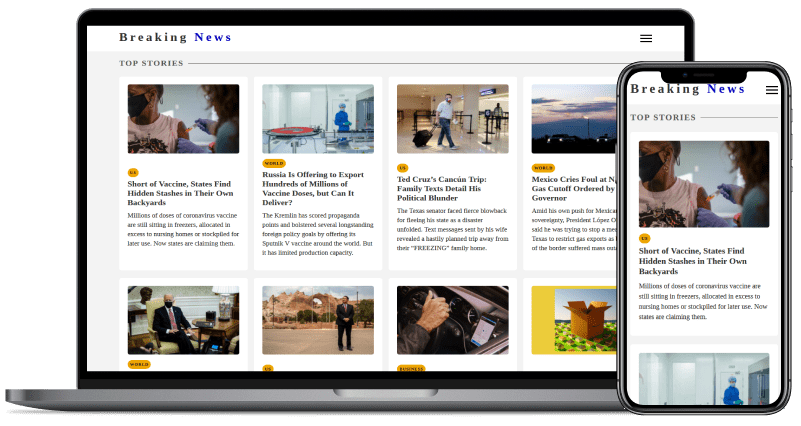 Breaking News
TOP STORIES
US
Short of Vaccine, States Find
Hidden Stashes in Their Own
Backyards
Millions of doses of coronavirus vaccine
are still sitting in freezers, allocated in
excess to nursing homes or stockpiled for
later use. Now states are claiming them.
WORLD
Russia Is Offering to Export
Hundreds of Millions of
Vaccine Doses, but Can It
Deliver?
The Kremlin has scored propaganda
points and bolstered several longstanding
foreign policy goals by offering its
Sputnik V vaccine around the world. But
it has limited production capacity.
US
Ted Cruz's Cancún Trip:
Family Texts Detail His
Political Blunder
The Texas senator faced fierce blowback
for fleeing his state as a disaster
unfolded. Text messages sent by his wife
revealed a hastily planned trip away from
their "FREEZING" family home.
WORLD
Mexico Cries Foul at
Gas Cutoff Ordered by
Governor
Amid his own push for
sovereignty, President López
said he was trying to stop a
Texas to restrict gas exports as
of the border suffered mass
WORLD
US
BUSINESS
Breaking News
TOP STORIES
US
Short of Vaccine, States Find
Hidden Stashes in Their Own
Backyards
Millions of doses of coronavirus vaccine are
still sitting in freezers, allocated in excess to
nursing homes or stockpiled for later use. Now
states are claiming them.